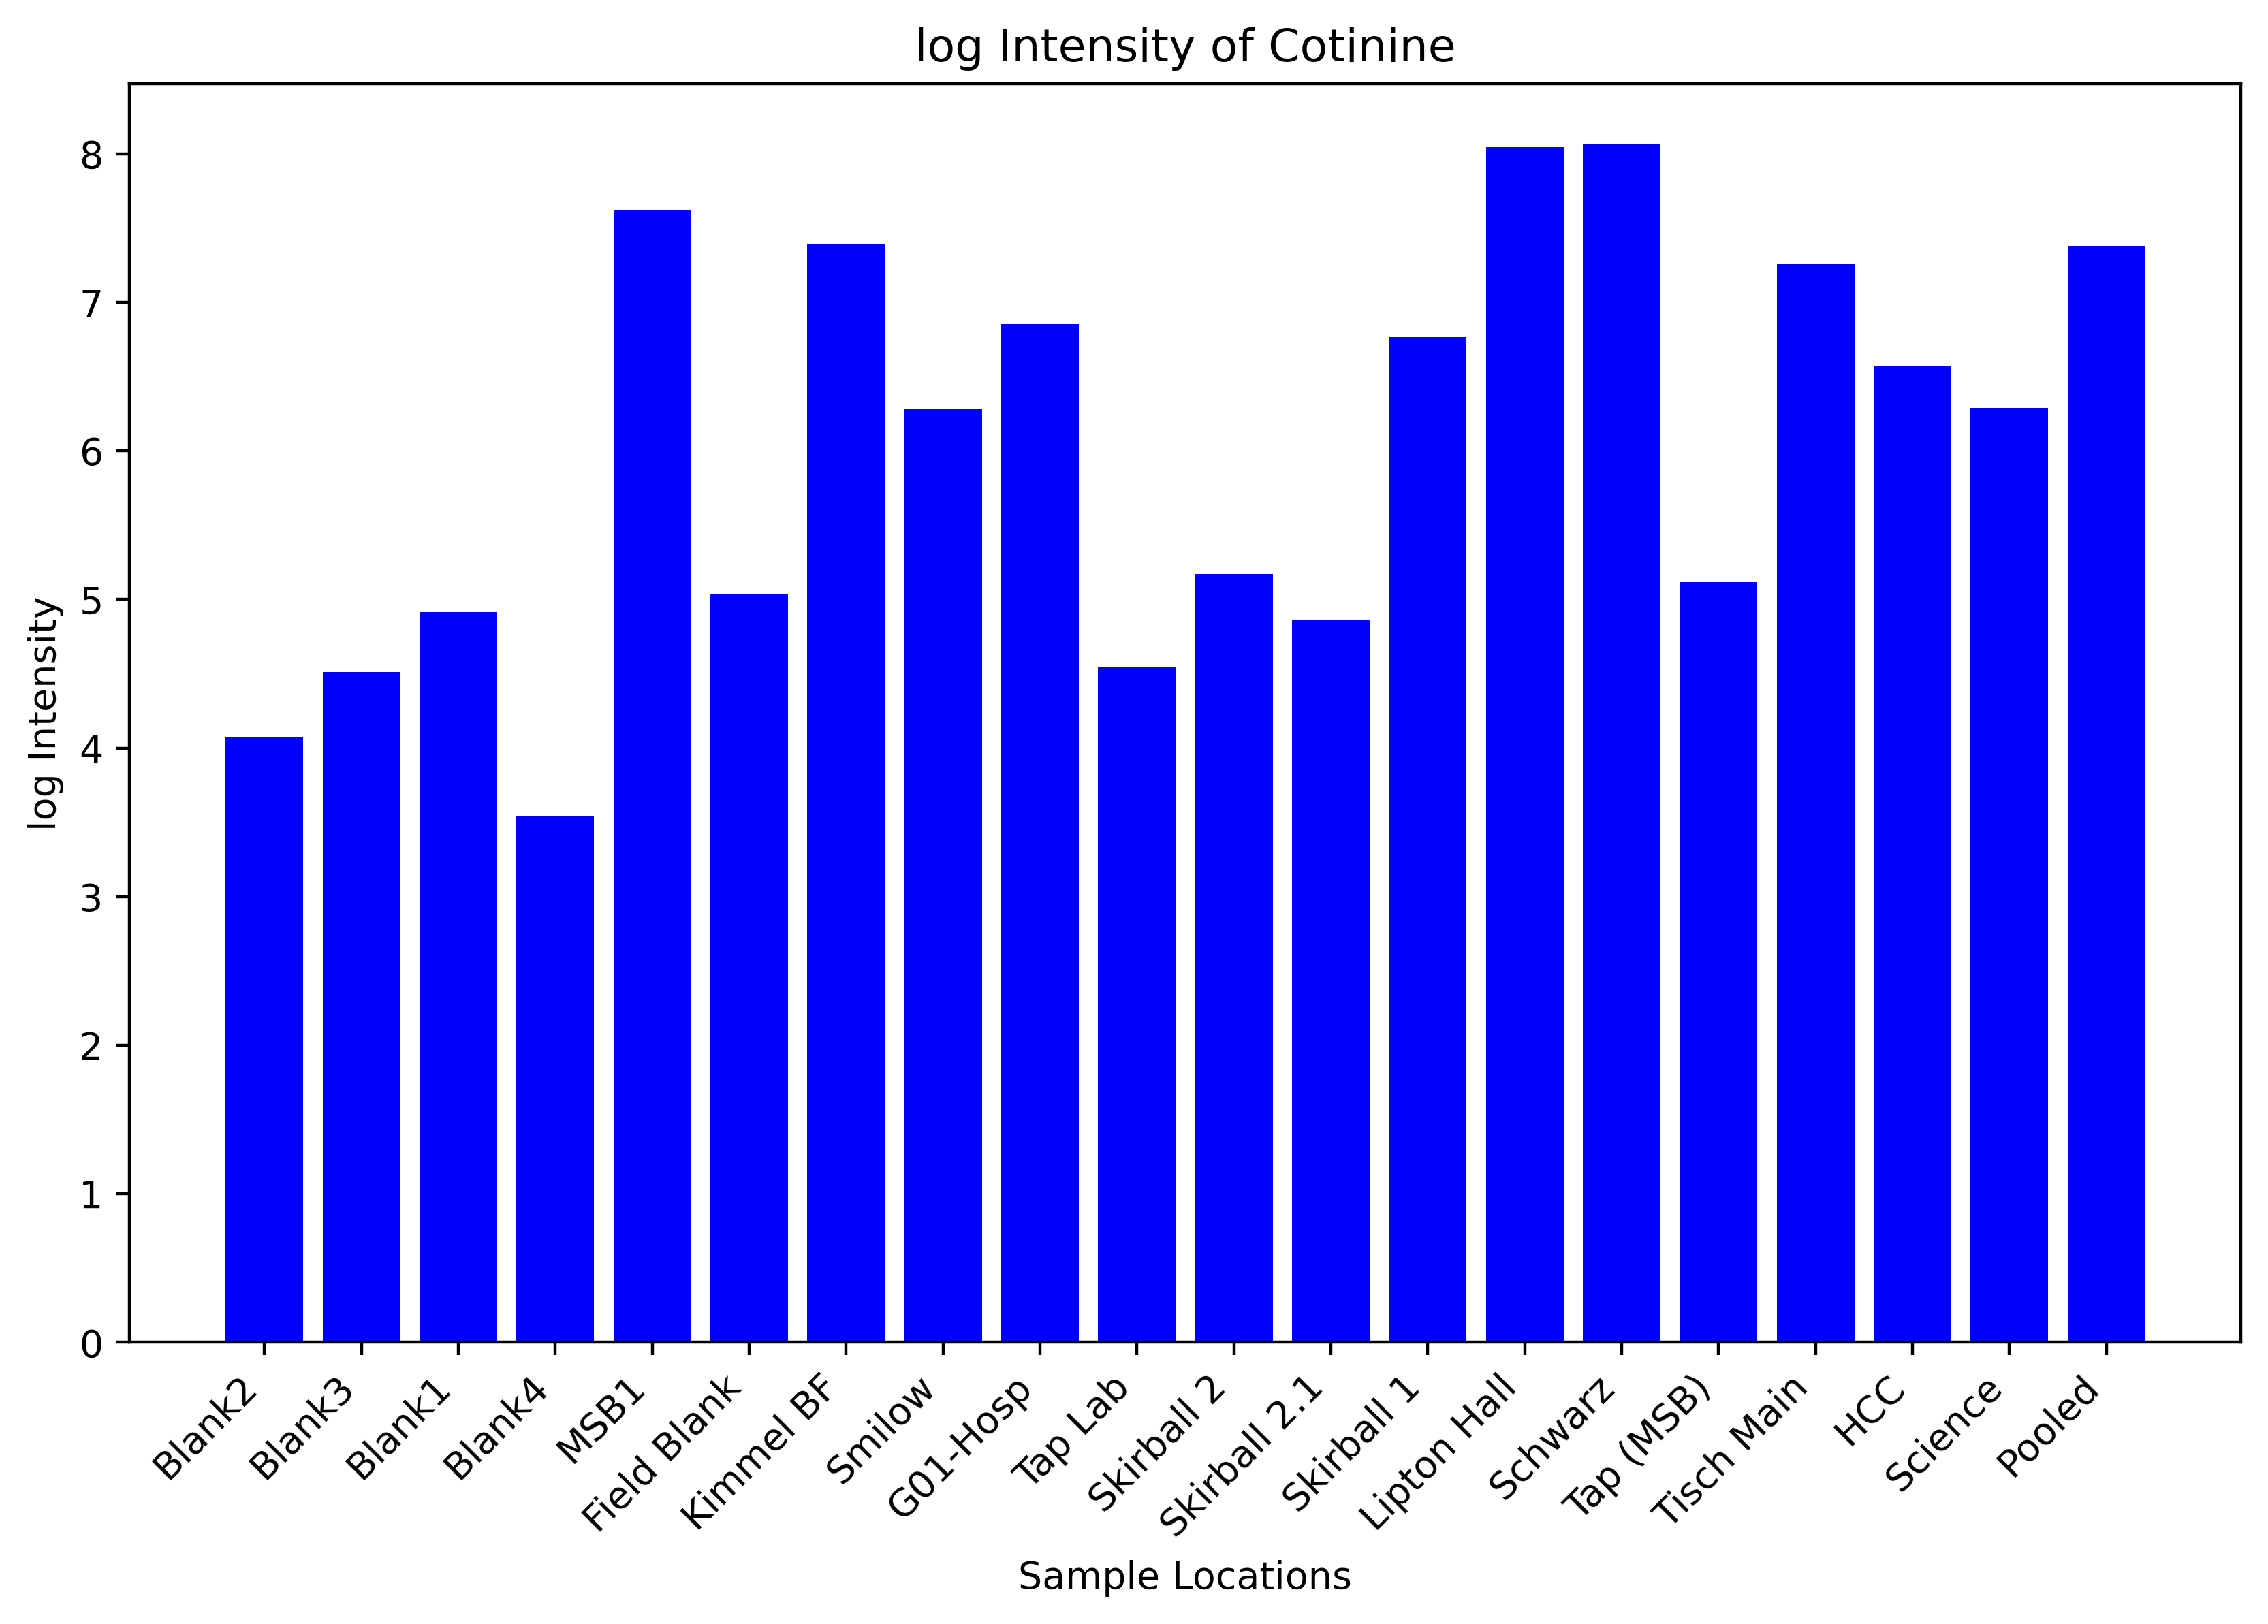 log Intensity of Cotinine
log Intensity
8
7
6
5
4
3
2
1
0
Blank2
Blank3
Blank1
Blank4
MSB1
Field Blank
Kimmel BF
Smilow
G01-Hosp
Tap Lab
Skirball 2
Skirball 2.1
Skirball 1
Lipton Hall
Schwarz
Tap (MSB)
Tisch Main
HCC
Science
Pooled
Sample Locations